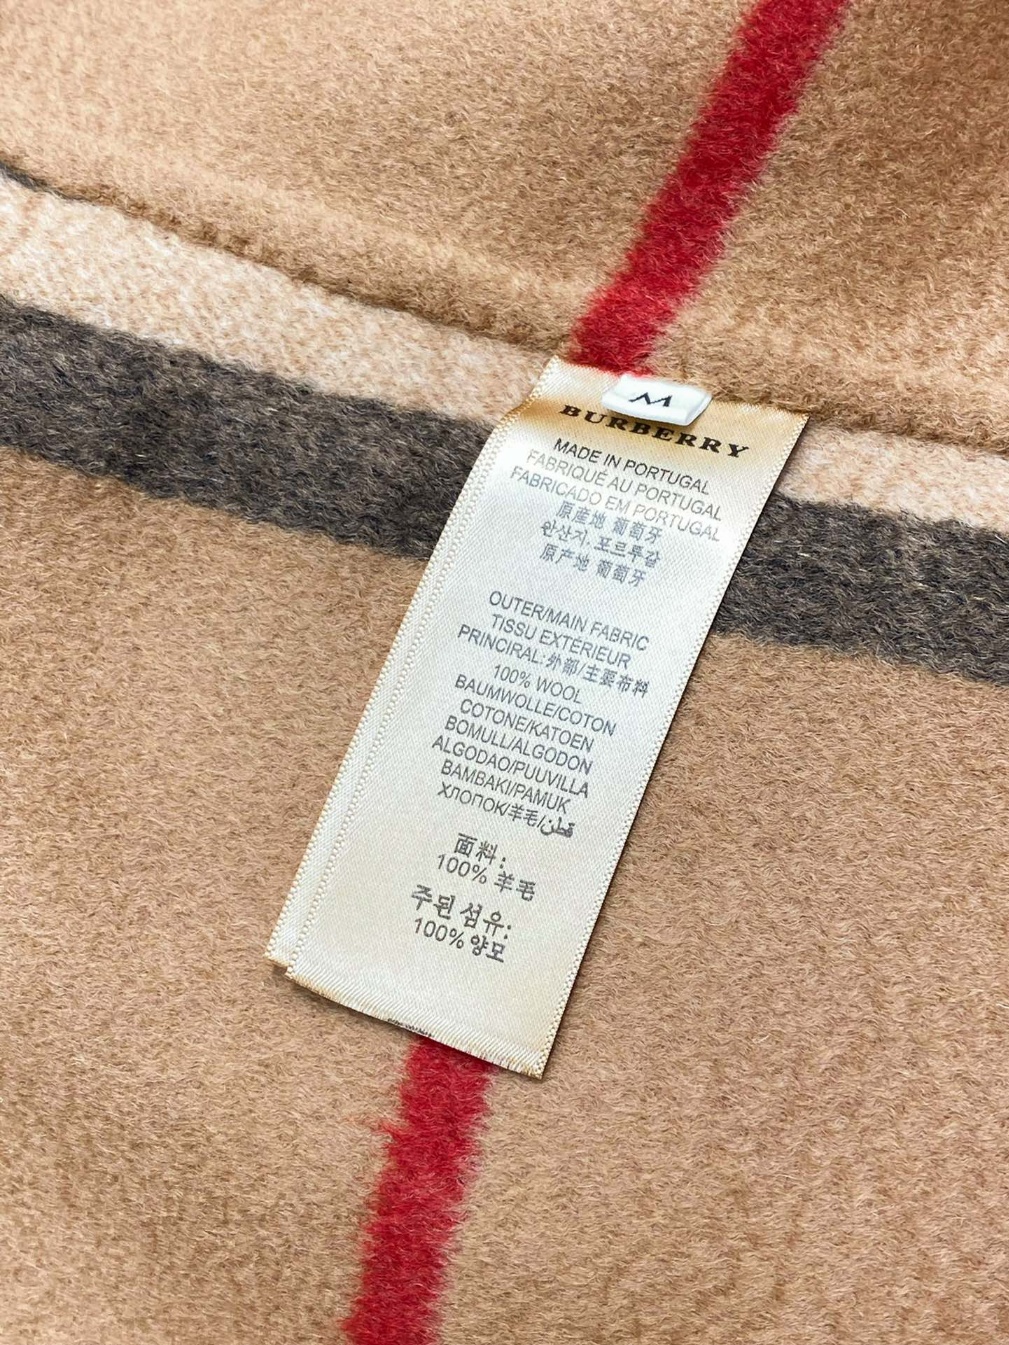 M
BURBERRY
MADE IN PORTUGAL
FABRIQUÉ AU PORTUGAL
FABRICADO EM PORTUGAL
原産地 葡萄牙
완산지. 포르투갈
原产地 葡萄牙
OUTER/MAIN FABRIC
TISSU EXTÉRIEUR
PRINCIRAL:外部/主要布料
100% WOOL
BAUMWOLLE/COTON
COTONE/KATOEN
BOMULL/ALGODON
ALGODAO/PUUVILLA
BAMBAKI/PAMUK
ХЛОПОК/羊毛/قطن
面料:
100% 羊毛
주된 섬유:
100% 양모